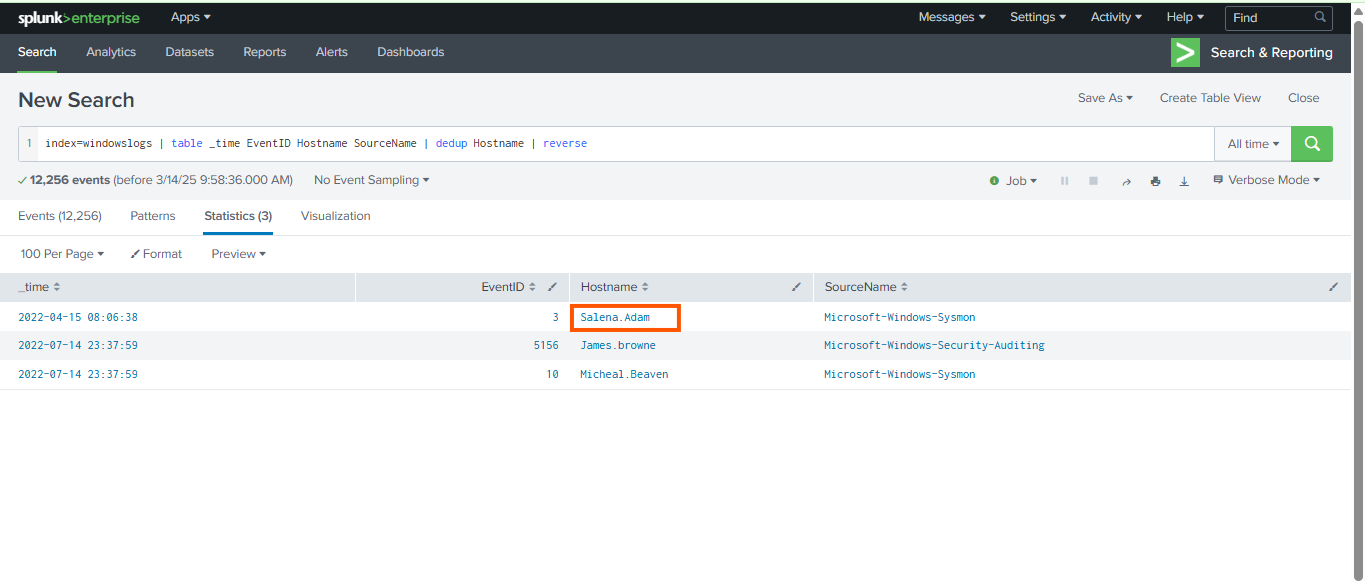 splunk>enterprise Apps Messages Settings Activity Help Find
Search Analytics Datasets Reports Alerts Dashboards Search & Reporting
New Search Save As Create Table View Close
1 index=windowslogs | table _time EventID Hostname SourceName | dedup Hostname | reverse All time
12,256 events (before 3/14/25 9:58:36.000 AM) No Event Sampling Job Verbose Mode
Events (12,256) Patterns Statistics (3) Visualization
100 Per Page Format Preview
_time EventID Hostname SourceName
2022-04-15 08:06:38 3 Salena.Adam Microsoft-Windows-Sysmon
2022-07-14 23:37:59 5156 James.browne Microsoft-Windows-Security-Auditing
2022-07-14 23:37:59 10 Micheal.Beaven Microsoft-Windows-Sysmon